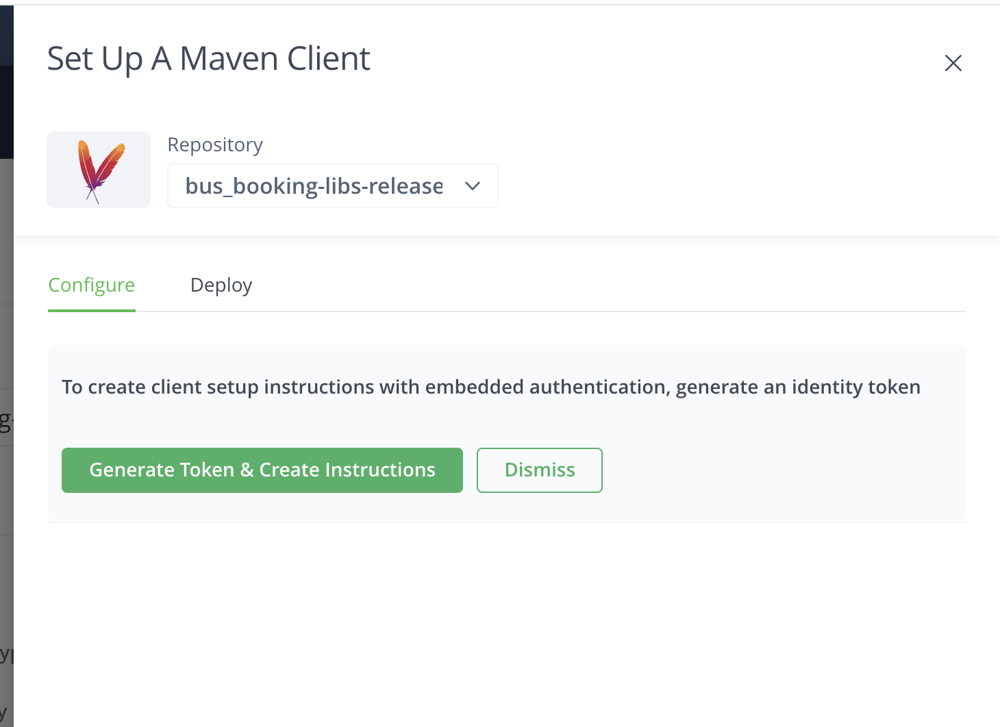 Set Up A Maven Client
Repository
bus_booking-libs-release
Configure
Deploy
To create client setup instructions with embedded authentication, generate an identity token
Generate Token & Create Instructions
Dismiss